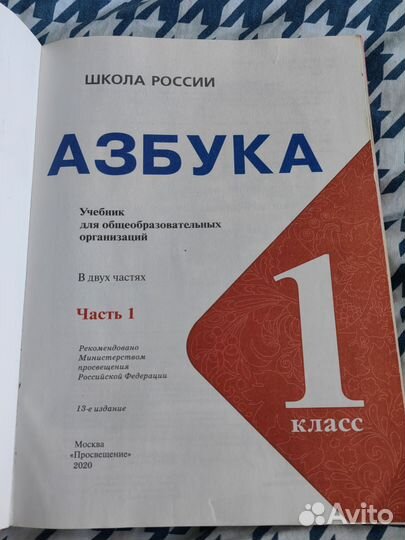 ШКОЛА РОССИИ
АЗБУКА
Учебник
для общеобразовательных
организаций
В двух частях
Часть 1
Рекомендовано
Министерством
просвещения
Российской Федерации
13-е издание
1
КЛАСС
Москва
«Просвещение»
2020
Avito